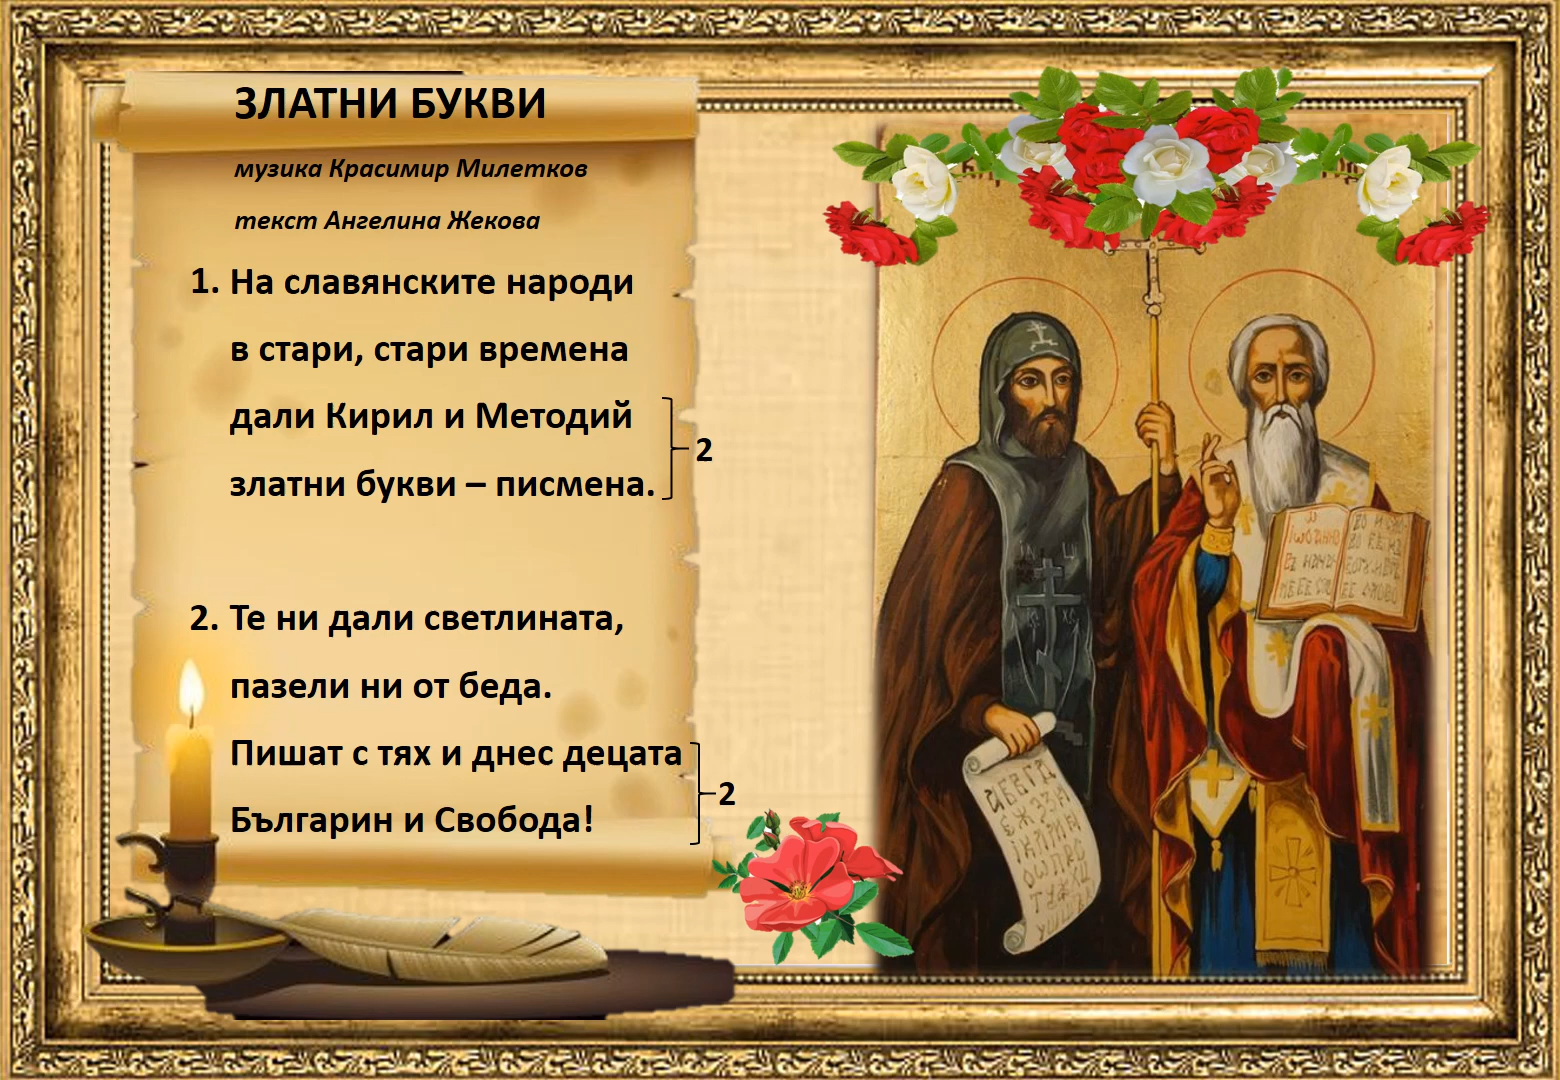 ЗЛАТНИ БУКВИ
музика Красимир Милетков
текст Ангелина Жекова
1. На славянските народи
в стари, стари времена
дали Кирил и Методий
златни букви – писмена.
2
2. Те ни дали светлината,
пазели ни от беда.
Пишат с тях и днес децата
Българин и Свобода!
2